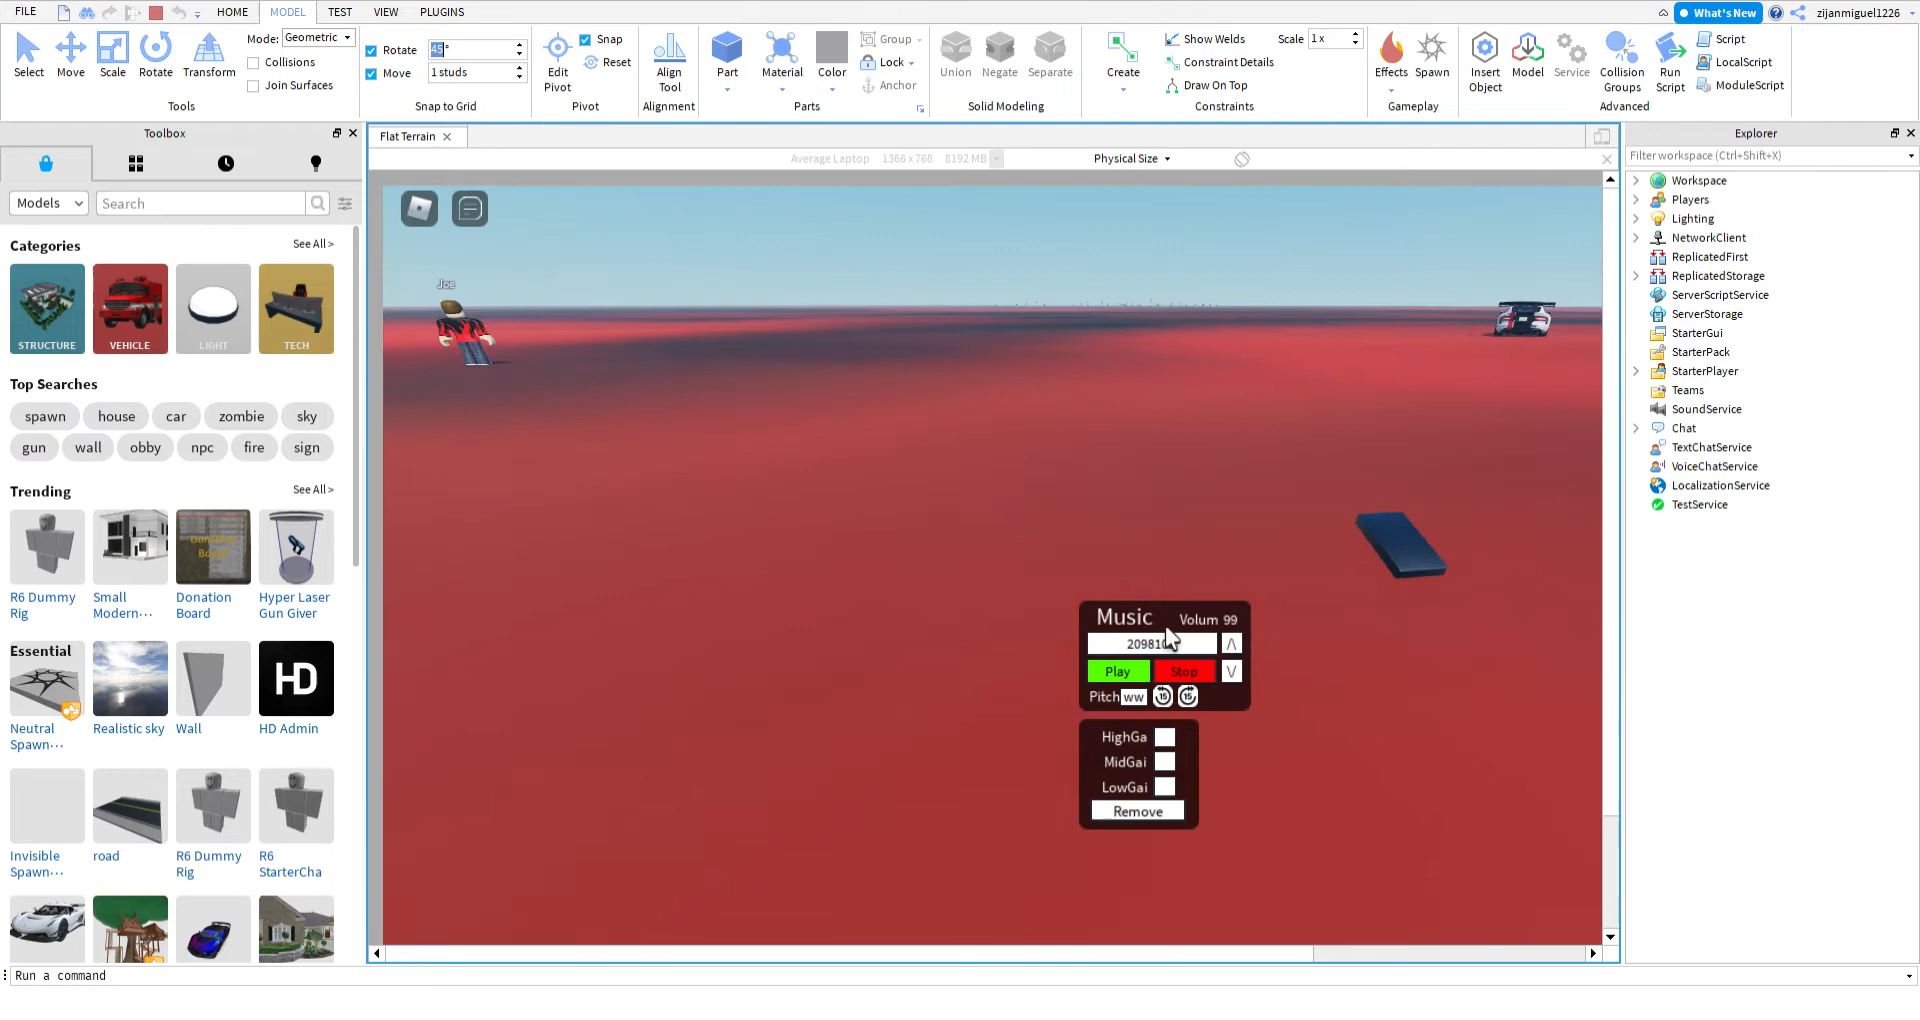 FILE HOME MODEL TEST VIEW PLUGINS What's New zijanmiguel1226
Select Move Scale Rotate Transform
Mode: Geometric
Collisions
Join Surfaces
Tools
Rotate 45°
Move 1 studs
Snap to Grid
Edit Pivot
Snap
Reset
Pivot
Align Tool
Alignment
Part Material Color
Group
Lock
Anchor
Parts
Union Negate Separate
Solid Modeling
Create
Show Welds
Constraint Details
Draw On Top
Scale 1 x
Constraints
Effects Spawn
Gameplay
Insert Object
Model
Service
Collision Groups
Run Script
Script
LocalScript
ModuleScript
Advanced
Toolbox
Models Search
Categories See All >
STRUCTURE VEHICLE LIGHT TECH
Top Searches
spawn house car zombie sky
gun wall obby npc fire sign
Trending See All >
Donation Board
R6 Dummy Rig
Small Modern...
Donation Board
Hyper Laser Gun Giver
Essential
HD
Neutral Spawn...
Realistic sky
Wall
HD Admin
Invisible Spawn...
road
R6 Dummy Rig
R6 StarterCha
Flat Terrain
Average Laptop 1366 x 768 8192 MB
Physical Size
Joe
Music Volum 99
209810
Play Stop
Pitch ww 15 15
HighGa
MidGai
LowGai
Remove
Explorer
Filter workspace (Ctrl+Shift+X)
Workspace
Players
Lighting
NetworkClient
ReplicatedFirst
ReplicatedStorage
ServerScriptService
ServerStorage
StarterGui
StarterPack
StarterPlayer
Teams
SoundService
Chat
TextChatService
VoiceChatService
LocalizationService
TestService
Run a command